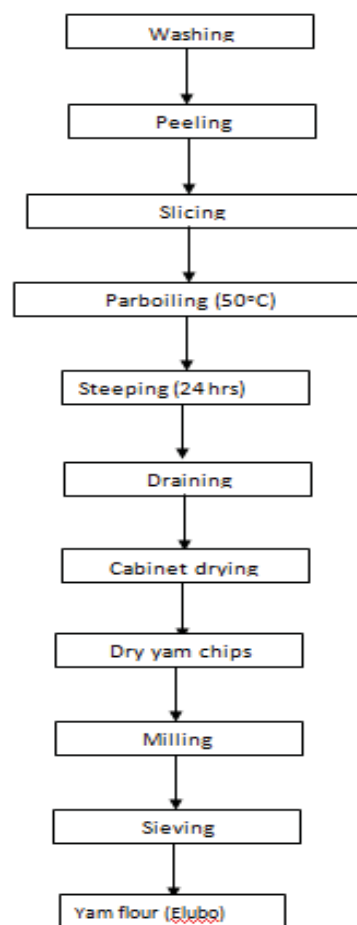 Washing
Peeling
Slicing
Parboiling (50°C)
Steeping (24 hrs)
Draining
Cabinet drying
Dry yam chips
Milling
Sieving
Yam flour (Elubo)